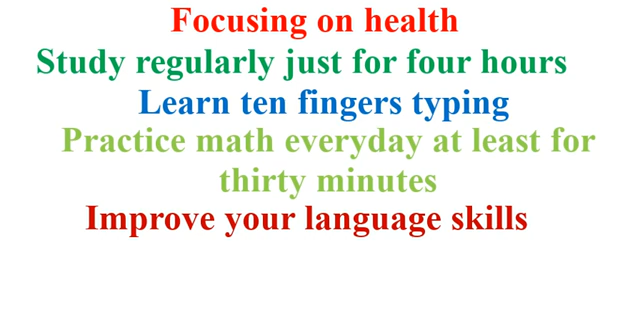 Focusing on health
Study regularly just for four hours
Learn ten fingers typing
Practice math everyday at least for
thirty minutes
Improve your language skills